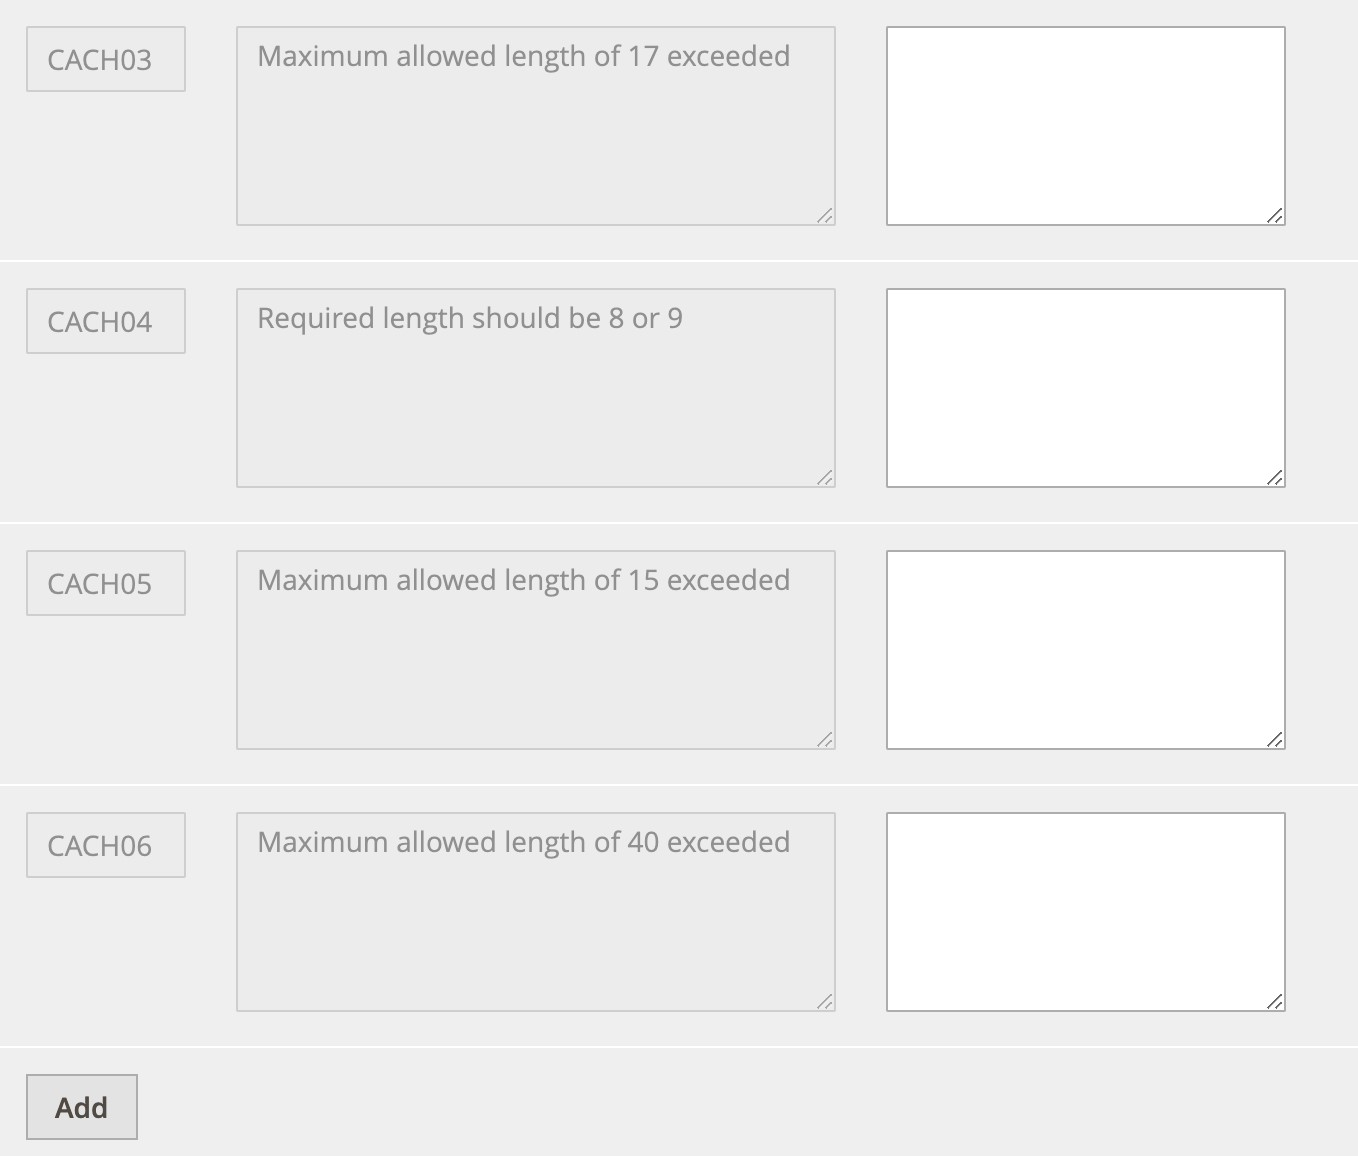 CACH03
Maximum allowed length of 17 exceeded
CACH04
Required length should be 8 or 9
CACH05
Maximum allowed length of 15 exceeded
CACH06
Maximum allowed length of 40 exceeded
Add